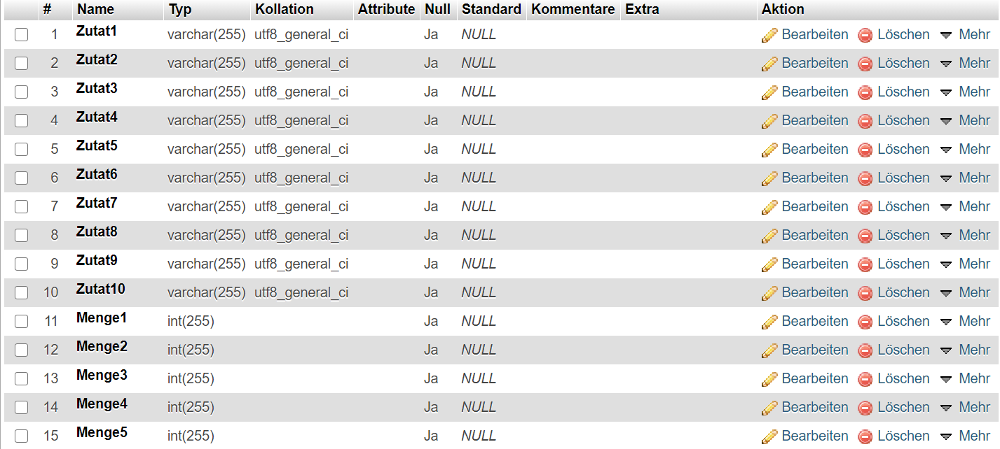 # Name Typ Kollation Attribute Null Standard Kommentare Extra Aktion
1 Zutat1 varchar(255) utf8_general_ci Ja NULL Bearbeiten Löschen Mehr
2 Zutat2 varchar(255) utf8_general_ci Ja NULL Bearbeiten Löschen Mehr
3 Zutat3 varchar(255) utf8_general_ci Ja NULL Bearbeiten Löschen Mehr
4 Zutat4 varchar(255) utf8_general_ci Ja NULL Bearbeiten Löschen Mehr
5 Zutat5 varchar(255) utf8_general_ci Ja NULL Bearbeiten Löschen Mehr
6 Zutat6 varchar(255) utf8_general_ci Ja NULL Bearbeiten Löschen Mehr
7 Zutat7 varchar(255) utf8_general_ci Ja NULL Bearbeiten Löschen Mehr
8 Zutat8 varchar(255) utf8_general_ci Ja NULL Bearbeiten Löschen Mehr
9 Zutat9 varchar(255) utf8_general_ci Ja NULL Bearbeiten Löschen Mehr
10 Zutat10 varchar(255) utf8_general_ci Ja NULL Bearbeiten Löschen Mehr
11 Menge1 int(255) Ja NULL Bearbeiten Löschen Mehr
12 Menge2 int(255) Ja NULL Bearbeiten Löschen Mehr
13 Menge3 int(255) Ja NULL Bearbeiten Löschen Mehr
14 Menge4 int(255) Ja NULL Bearbeiten Löschen Mehr
15 Menge5 int(255) Ja NULL Bearbeiten Löschen Mehr